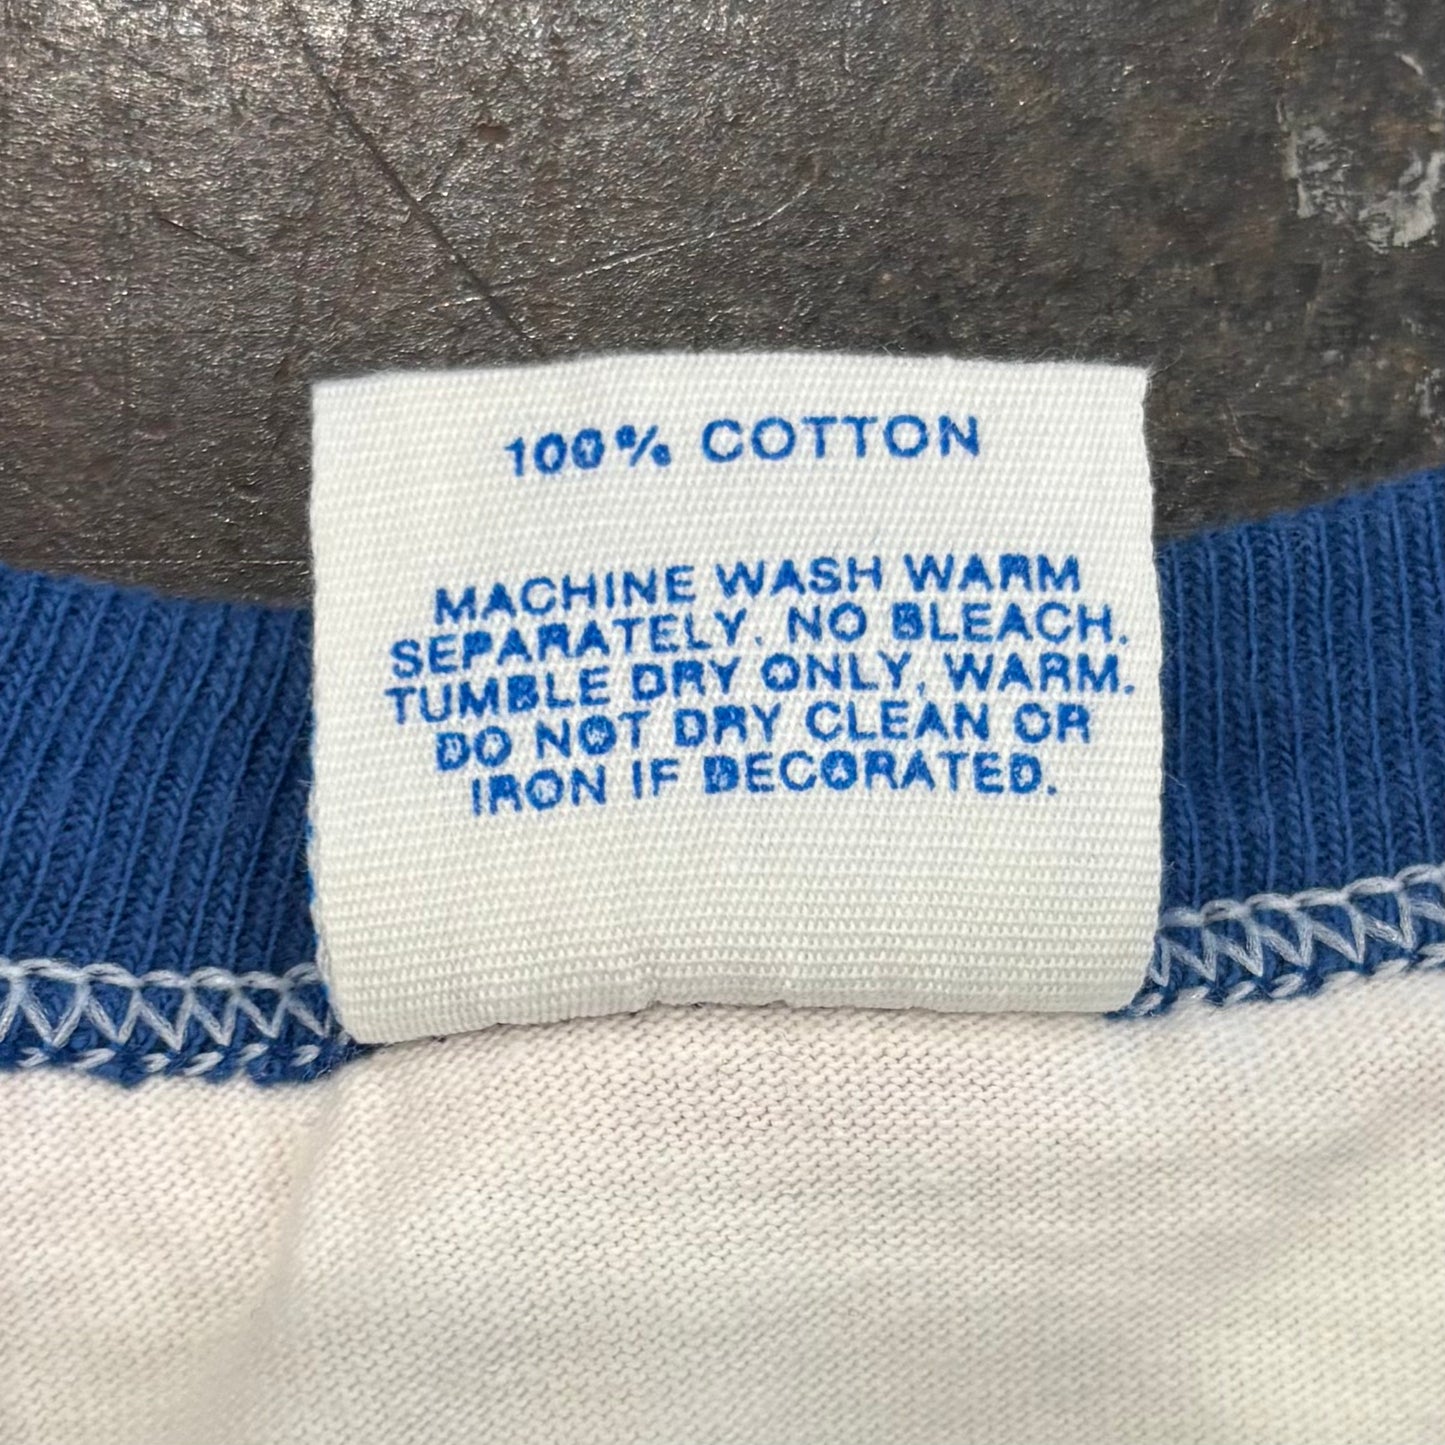 100% COTTON
MACHINE WASH WARM
SEPARATELY. NO BLEACH.
TUMBLE DRY ONLY, WARM.
DO NOT DRY CLEAN OR
IRON IF DECORATED.